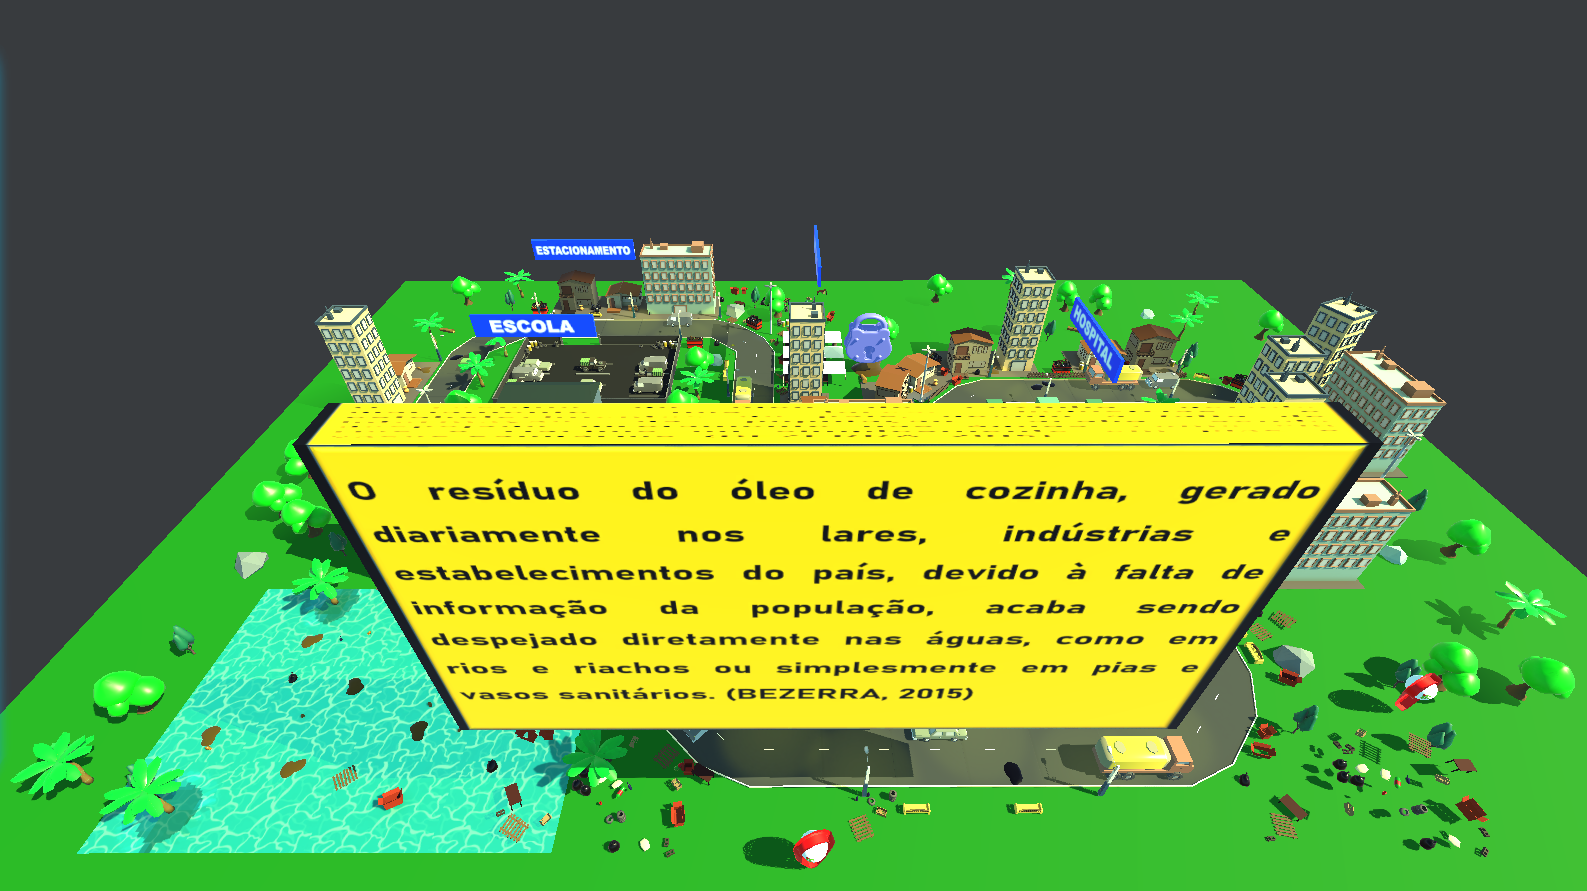 ESTACIONAMENTO
ESCOLA
HOSPITAL
O resíduo do óleo de cozinha, gerado
diariamente nos lares, indústrias e
estabelecimentos do país, devido à falta de
informação da população, acaba sendo
despejado diretamente nas águas, como em
rios e riachos ou simplesmente em pias e
vasos sanitários. (BEZERRA, 2015)